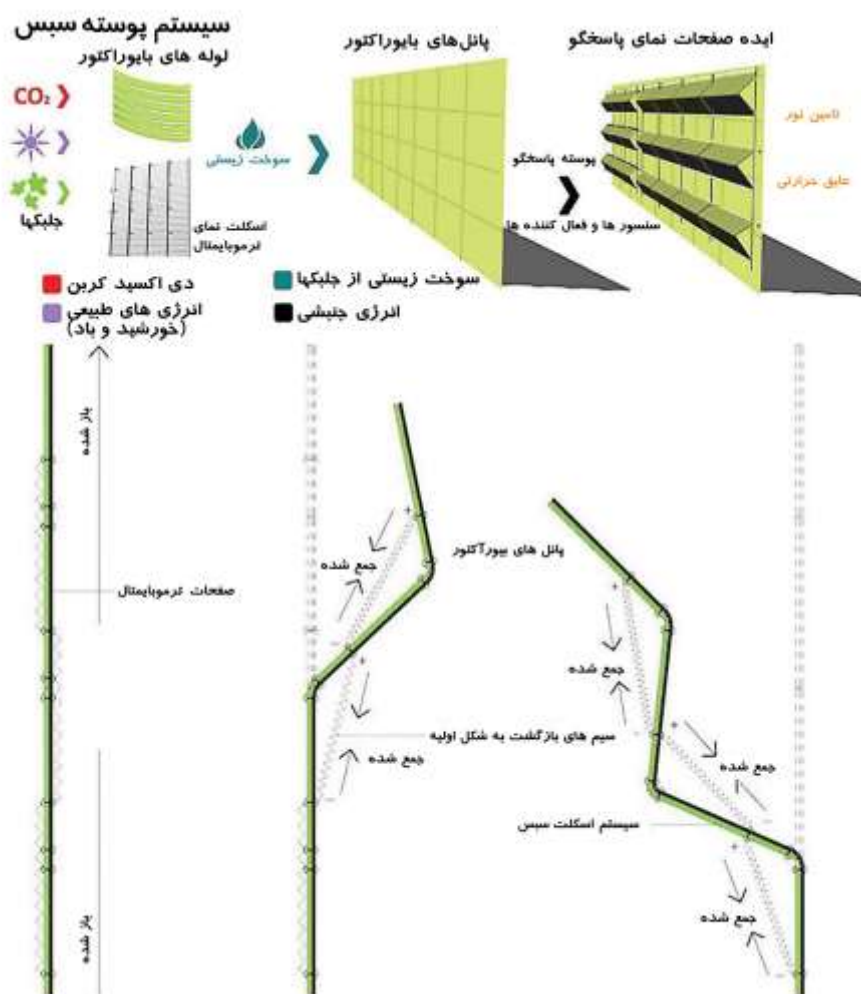 سیستم پوسته سبس
لوله های بایوراکتور
پانل‌های بایوراکتور
ایده صفحات نمای پاسخگو
CO₂
جلبکها
اسکلت نمای
ترموبایمتال
سوخت زیستی
پوسته پاسخگو
سنسور ها و فعال کننده ها
تامین نور
عایق حرارتی
دی اکسید کربن
انرژی های طبیعی
(خورشید و باد)
سوخت زیستی از جلبکها
انرژی جنبشی
باز شده
صفحات ترموبایمتال
باز شده
جمع شده
پانل های بیورآکتور
سیم های بازگشت به شکل اولیه
جمع شده
جمع شده
جمع شده
سیستم اسکلت سبس
جمع شده